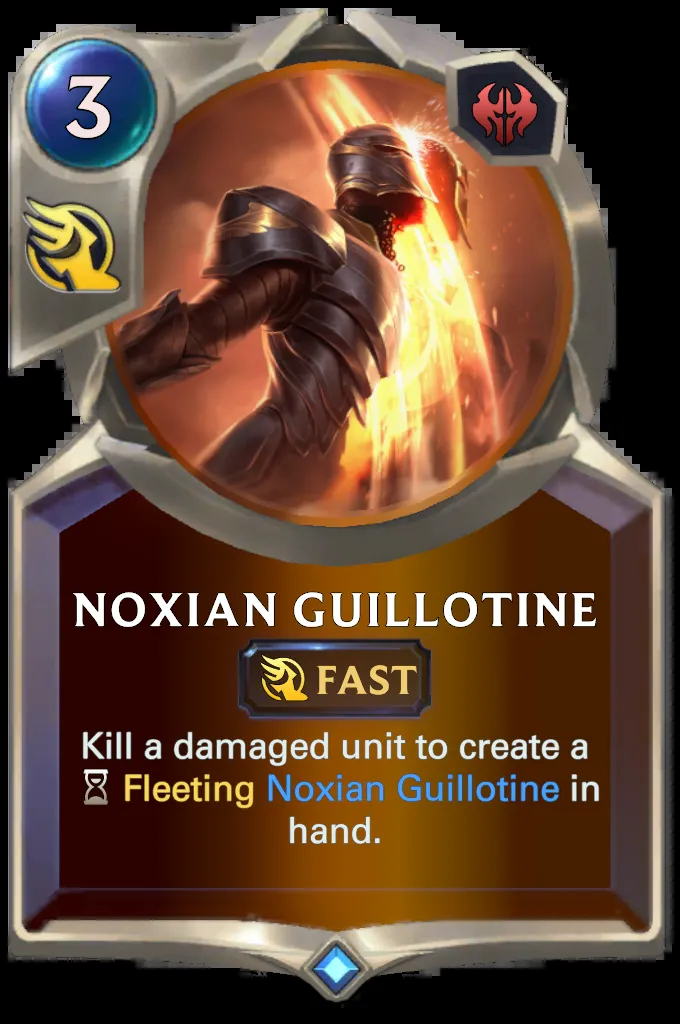 3
NOXIAN GUILLOTINE
FAST
Kill a damaged unit to create a
Fleeting Noxian Guillotine in
hand.